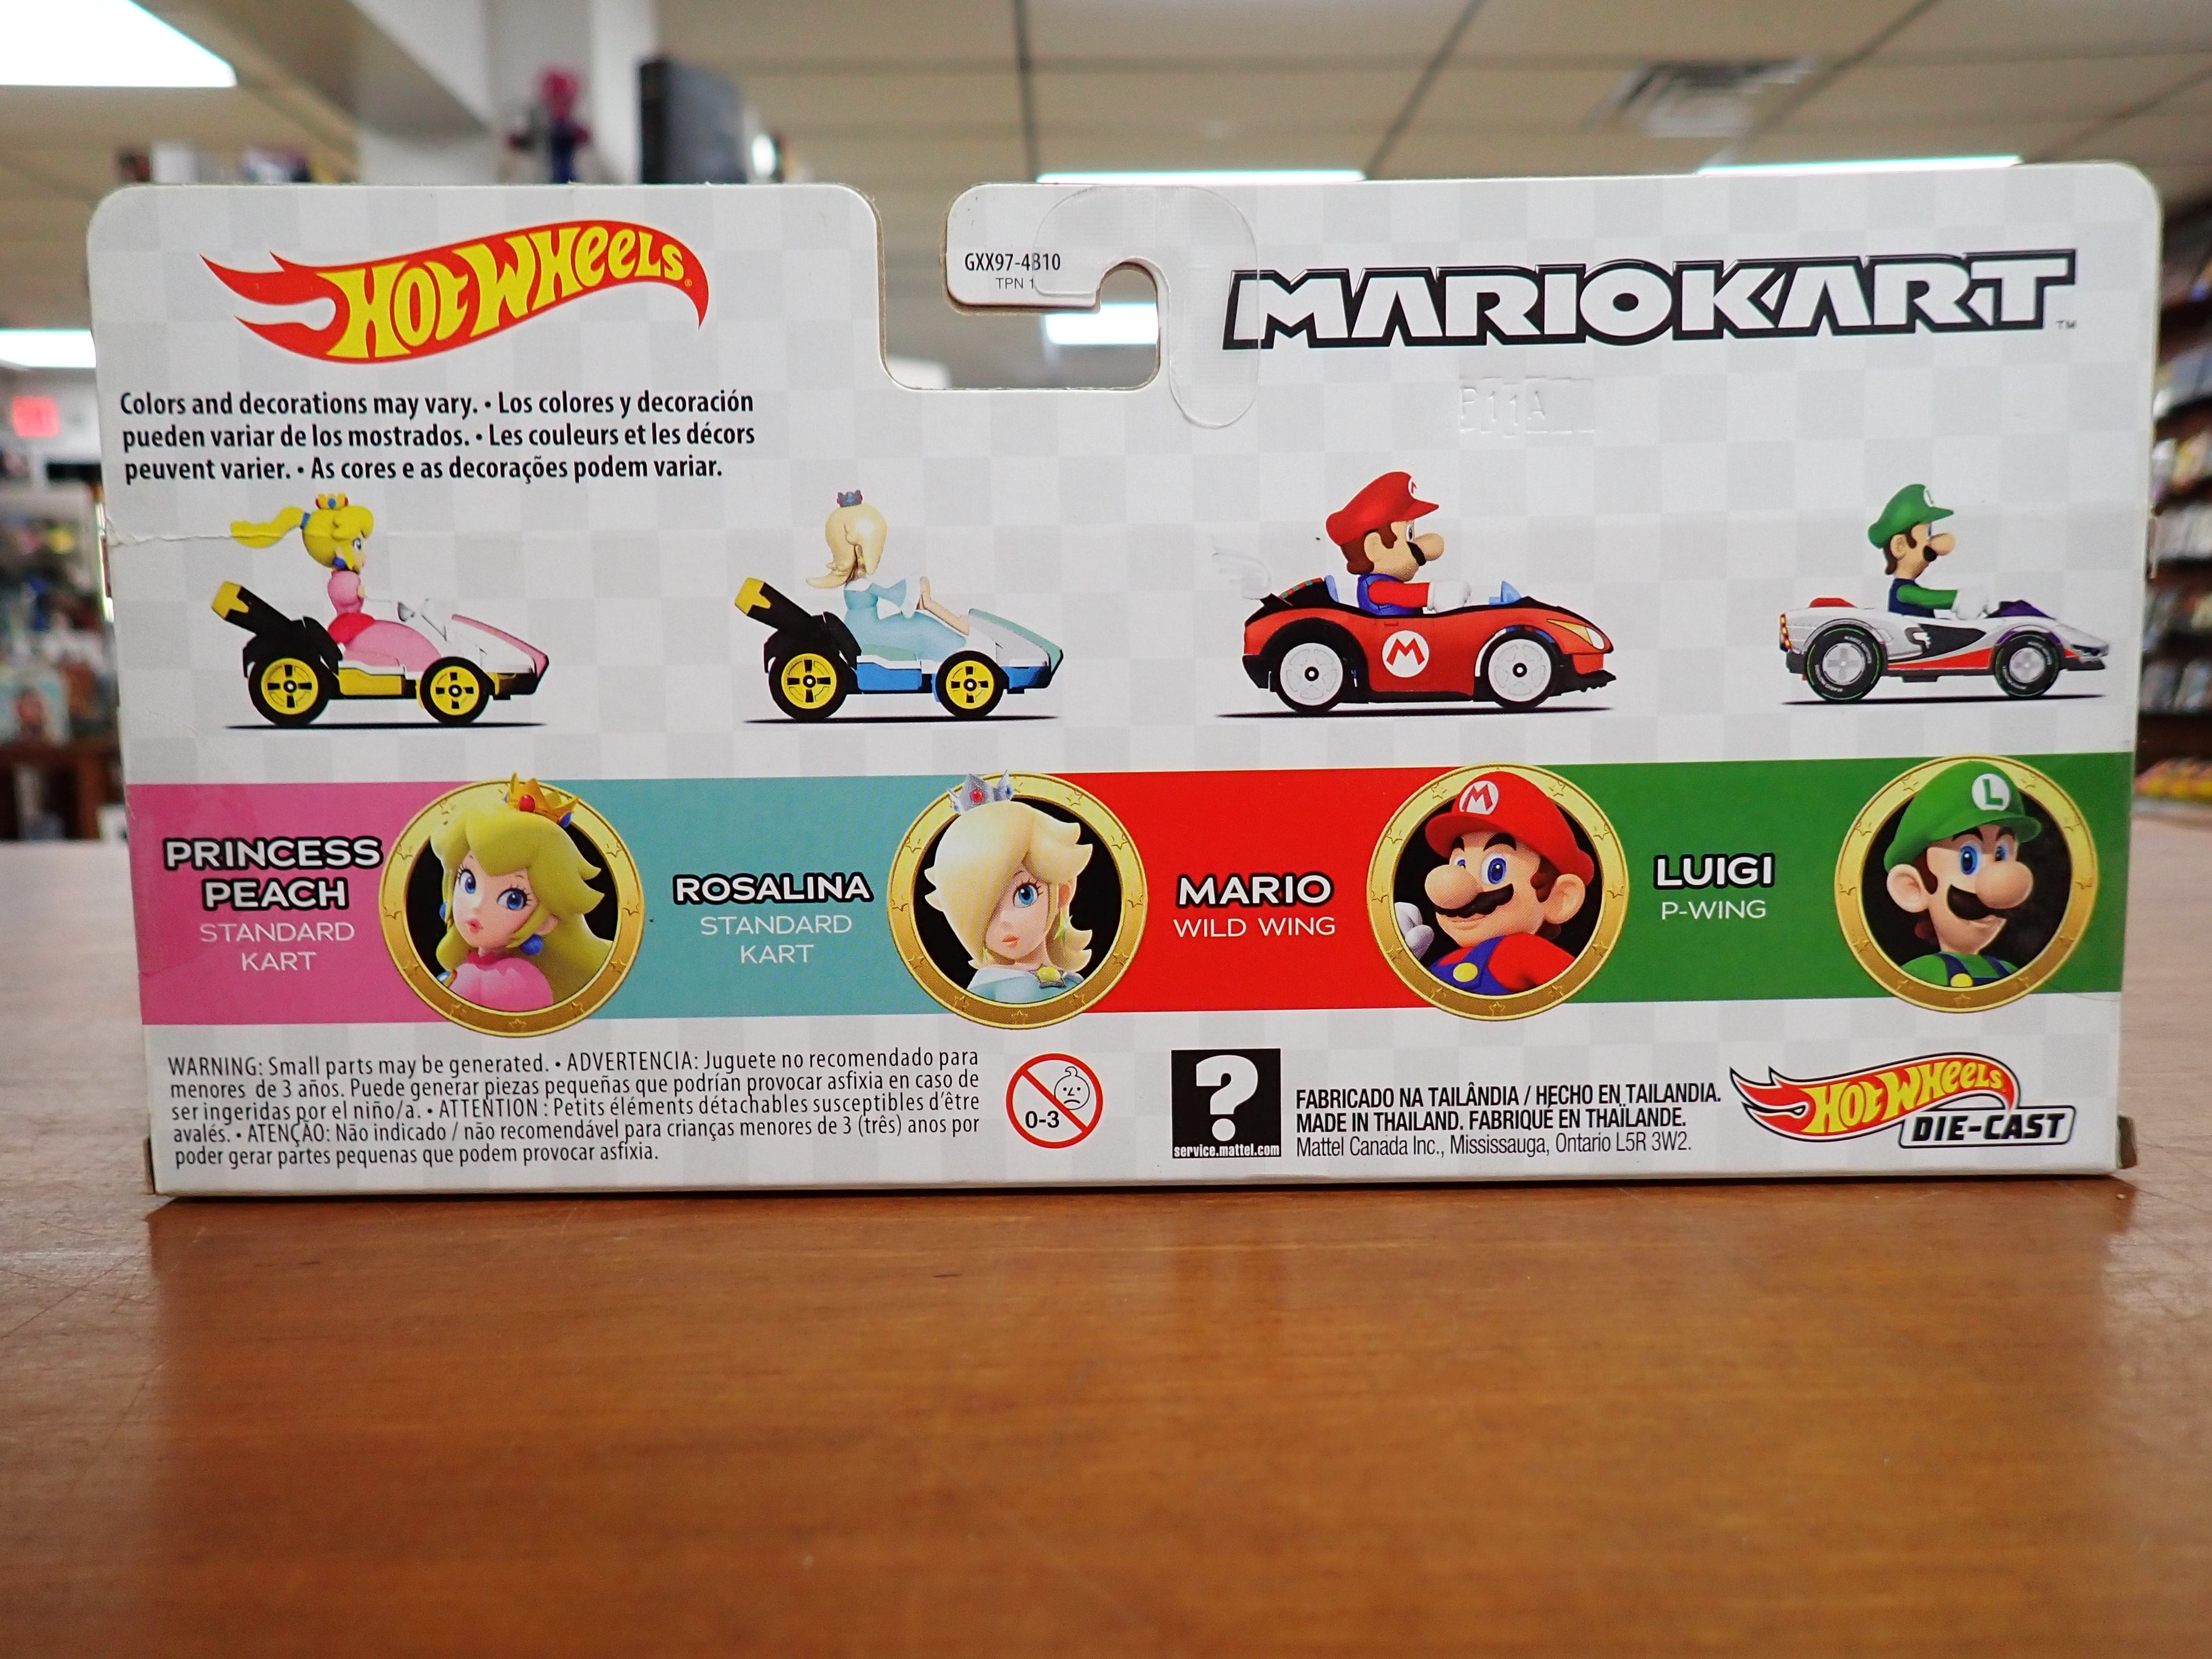 HOT WHEELS®
GXX97-4B10
TPN 1
MARIOKART™
P11A
Colors and decorations may vary. • Los colores y decoración
pueden variar de los mostrados. • Les couleurs et les décors
peuvent varier. • As cores e as decorações podem variar.
M
PRINCESS
PEACH
STANDARD
KART
ROSALINA
STANDARD
KART
MARIO
WILD WING
M
LUIGI
P-WING
L
WARNING: Small parts may be generated. • ADVERTENCIA: Juguete no recomendado para
menores de 3 años. Puede generar piezas pequeñas que podrían provocar asfixia en caso de
ser ingeridas por el niño/a. • ATTENTION : Petits éléments détachables susceptibles d'être
avalés. • ATENÇÃO: Não indicado / não recomendável para crianças menores de 3 (três) anos por
poder gerar partes pequenas que podem provocar asfixia.
0-3
?
service.mattel.com
FABRICADO NA TAILÂNDIA / HECHO EN TAILANDIA.
MADE IN THAILAND. FABRIQUÉ EN THAÏLANDE.
Mattel Canada Inc., Mississauga, Ontario L5R 3W2.
HOT WHEELS
DIE-CAST